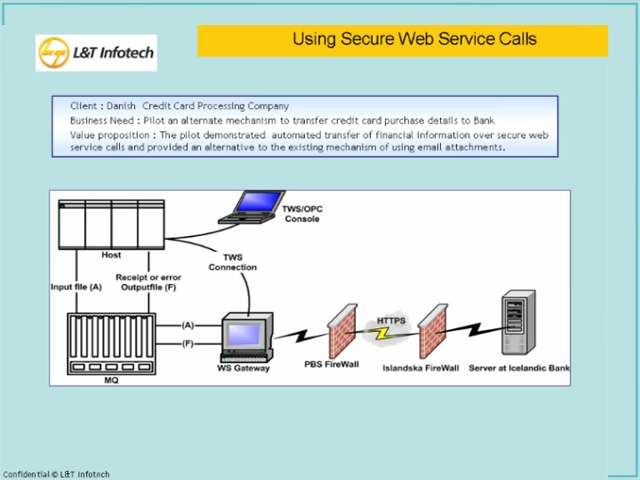 L&T Infotech
Using Secure Web Service Calls
Client : Danish Credit Card Processing Company
Business Need : Pilot an alternate mechanism to transfer credit card purchase details to Bank
Value proposition : The pilot demonstrated automated transfer of financial information over secure web
service calls and provided an alternative to the existing mechanism of using email attachments.
TWS/OPC
Console
Host
TWS
Connection
Input file (A)
Receipt or error
Outputfile (F)
(A)
(F)
MQ
WS Gateway
PBS FireWall
HTTPS
Islandska FireWall
Server at Icelandic Bank
Confidential © L&T Infotech